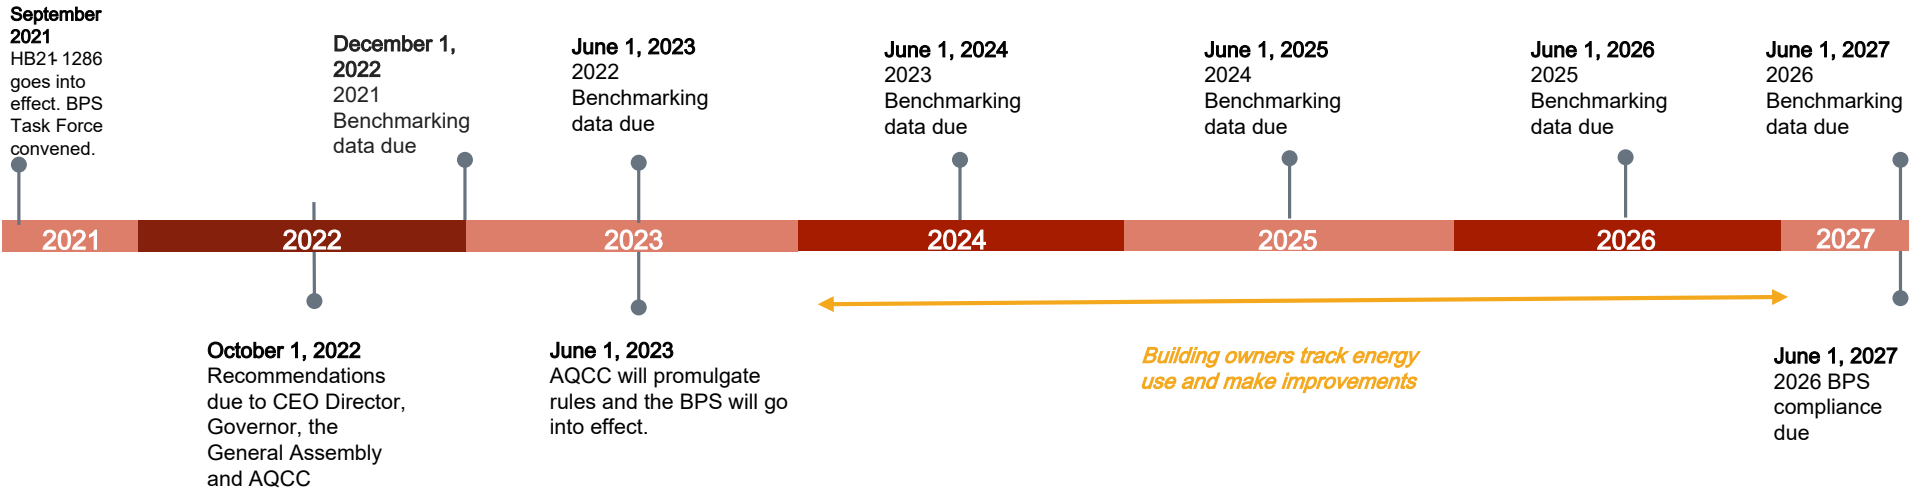 September
2021
HB21-1286
goes into
effect. BPS
Task Force
convened.
December 1,
2022
2021
Benchmarking
data due
June 1, 2023
2022
Benchmarking
data due
June 1, 2024
2023
Benchmarking
data due
June 1, 2025
2024
Benchmarking
data due
June 1, 2026
2025
Benchmarking
data due
June 1, 2027
2026
Benchmarking
data due
2021
2022
2023
2024
2025
2026
2027
October 1, 2022
Recommendations
due to CEO Director,
Governor, the
General Assembly
and AQCC
June 1, 2023
AQCC will promulgate
rules and the BPS will go
into effect.
Building owners track energy
use and make improvements
June 1, 2027
2026 BPS
compliance
due